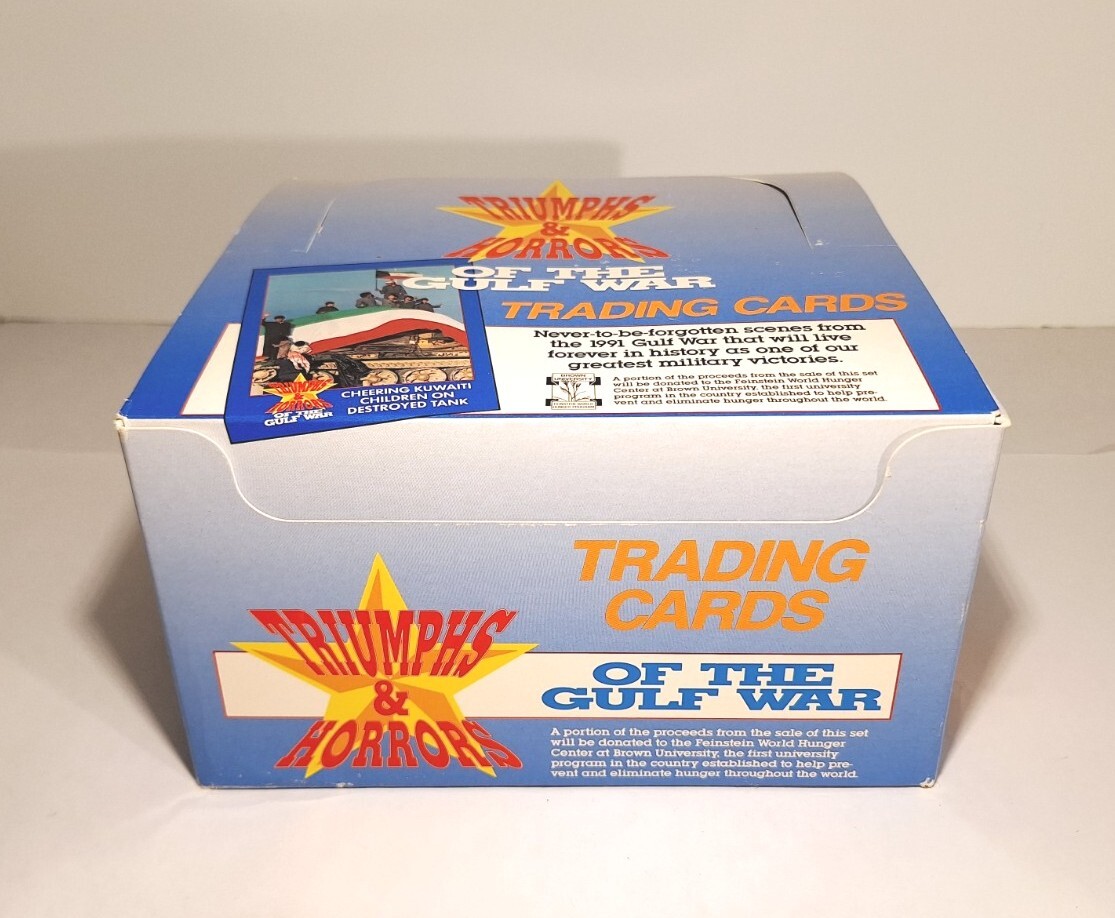 TRIUMPHS
&
HORRORS
OF THE
GULF WAR
TRADING CARDS
Never-to-be-forgotten scenes from
the 1991 Gulf War that will live
forever in history as one of our
greatest military victories.
BROWN
UNIVERSITY
A portion of the proceeds from the sale of this set
will be donated to the Feinstein World Hunger
Center at Brown University, the first university
program in the country established to help pre-
vent and eliminate hunger throughout the world.
TRIUMPHS
&
HORRORS
OF THE
GULF WAR
CHEERING KUWAITI
CHILDREN ON
DESTROYED TANK
TRADING
CARDS
TRIUMPHS
&
HORRORS
OF THE
GULF WAR
A portion of the proceeds from the sale of this set
will be donated to the Feinstein World Hunger
Center at Brown University, the first university
program in the country established to help pre-
vent and eliminate hunger throughout the world.